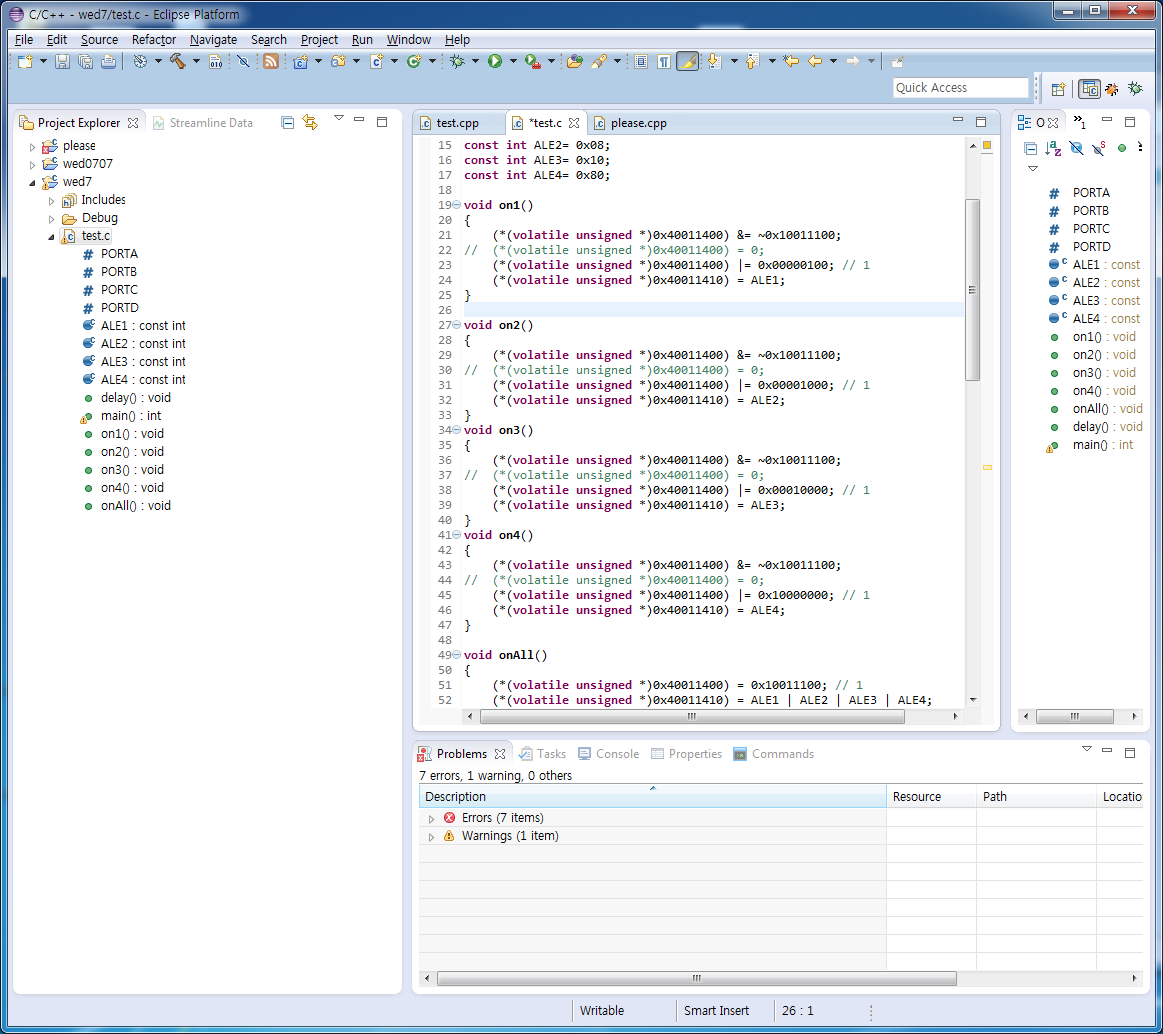 C/C++ - wed7/test.c - Eclipse Platform
File Edit Source Refactor Navigate Search Project Run Window Help
Quick Access
Project Explorer
Streamline Data
please
wed0707
wed7
Includes
Debug
test.c
PORTA
PORTB
PORTC
PORTD
ALE1 : const int
ALE2 : const int
ALE3 : const int
ALE4 : const int
delay() : void
main() : int
on1() : void
on2() : void
on3() : void
on4() : void
onAll() : void
test.cpp *test.c please.cpp
15 const int ALE2= 0x08;
16 const int ALE3= 0x10;
17 const int ALE4= 0x80;
18
19 void on1()
20 {
21 (*(volatile unsigned *)0x40011400) &= ~0x10011100;
22 // (*(volatile unsigned *)0x40011400) = 0;
23 (*(volatile unsigned *)0x40011400) |= 0x00000100; // 1
24 (*(volatile unsigned *)0x40011410) = ALE1;
25 }
26
27 void on2()
28 {
29 (*(volatile unsigned *)0x40011400) &= ~0x10011100;
30 // (*(volatile unsigned *)0x40011400) = 0;
31 (*(volatile unsigned *)0x40011400) |= 0x00001000; // 1
32 (*(volatile unsigned *)0x40011410) = ALE2;
33 }
34 void on3()
35 {
36 (*(volatile unsigned *)0x40011400) &= ~0x10011100;
37 // (*(volatile unsigned *)0x40011400) = 0;
38 (*(volatile unsigned *)0x40011400) |= 0x00010000; // 1
39 (*(volatile unsigned *)0x40011410) = ALE3;
40 }
41 void on4()
42 {
43 (*(volatile unsigned *)0x40011400) &= ~0x10011100;
44 // (*(volatile unsigned *)0x40011400) = 0;
45 (*(volatile unsigned *)0x40011400) |= 0x10000000; // 1
46 (*(volatile unsigned *)0x40011410) = ALE4;
47 }
48
49 void onAll()
50 {
51 (*(volatile unsigned *)0x40011400) = 0x10011100; // 1
52 (*(volatile unsigned *)0x40011410) = ALE1 | ALE2 | ALE3 | ALE4;
O »1
PORTA
PORTB
PORTC
PORTD
ALE1 : const
ALE2 : const
ALE3 : const
ALE4 : const
on1() : void
on2() : void
on3() : void
on4() : void
onAll() : void
delay() : void
main() : int
Problems Tasks Console Properties Commands
7 errors, 1 warning, 0 others
Description Resource Path Locatio
Errors (7 items)
Warnings (1 item)
Writable Smart Insert 26 : 1